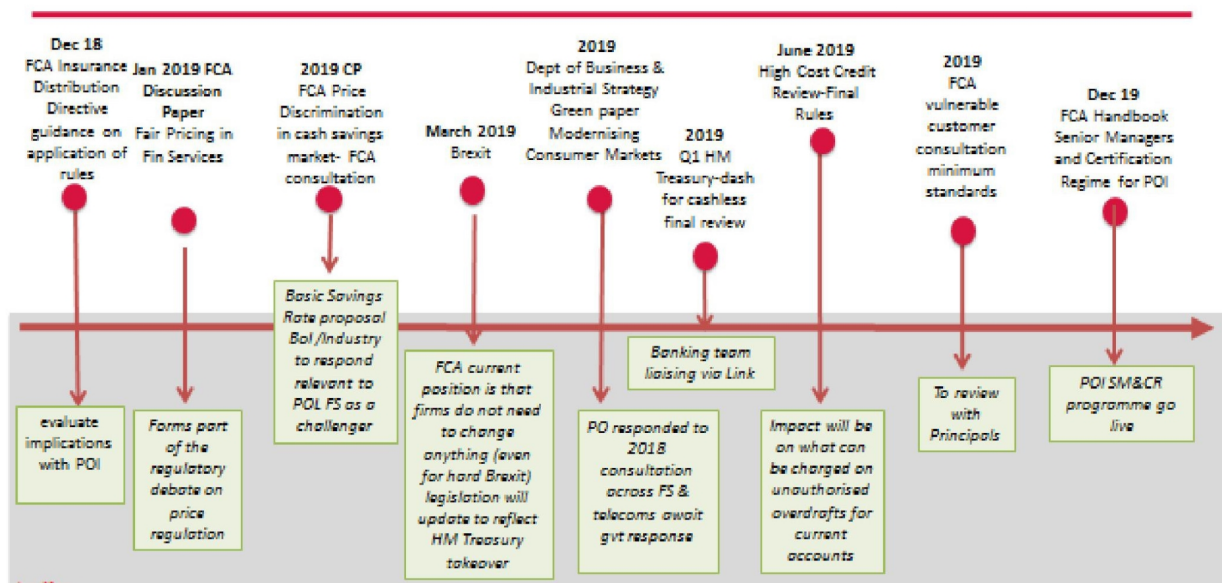 Dec 18
FCA Insurance
Distribution
Directive
guidance on
application of
rules
Jan 2019 FCA
Discussion
Paper
Fair Pricing in
Fin Services
2019 CP
FCA Price
Discrimination
in cash savings
market- FCA
consultation
March 2019
Brexit
2019
Dept of Business &
Industrial Strategy
Green paper
Modernising
Consumer Markets
2019
Q1 HM
Treasury-dash
for cashless
final review
June 2019
High Cost Credit
Review-Final
Rules
2019
FCA
vulnerable
customer
consultation
minimum
standards
Dec 19
FCA Handbook
Senior Managers
and Certification
Regime for POI
evaluate
implications
with POI
Forms part
of the
regulatory
debate on
price
regulation
Basic Savings
Rate proposal
BoI/Industry
to respond
relevant to
POL FS as a
challenger
FCA current
position is that
firms do not need
to change
anything (even
for hard Brexit)
legislation will
update to reflect
HM Treasury
takeover
PO responded to
2018
consultation
across FS &
telecoms await
gvt response
Banking team
liaising via Link
Impact will be
on what can
be charged on
unauthorised
overdrafts for
current
accounts
To review
with
Principals
POI SM&CR
programme go
live